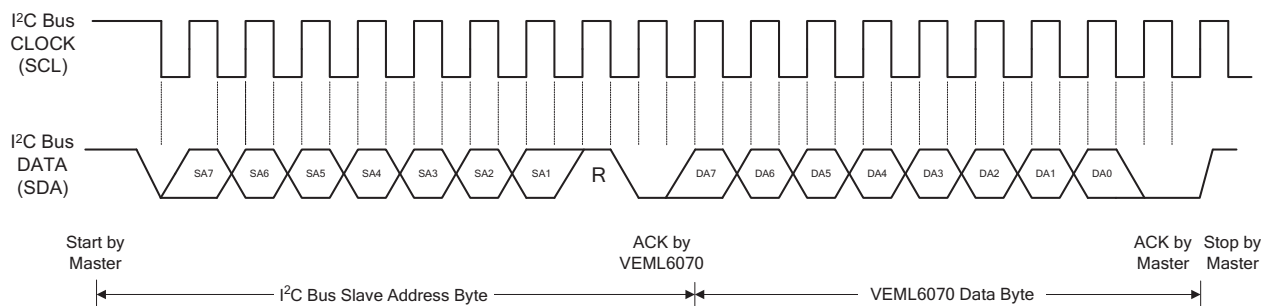 I²C Bus
CLOCK
(SCL)
I²C Bus
DATA
(SDA)
SA7 SA6 SA5 SA4 SA3 SA2 SA1 R DA7 DA6 DA5 DA4 DA3 DA2 DA1 DA0
Start by
Master
ACK by
VEML6070
ACK by
Master
Stop by
Master
I²C Bus Slave Address Byte
VEML6070 Data Byte